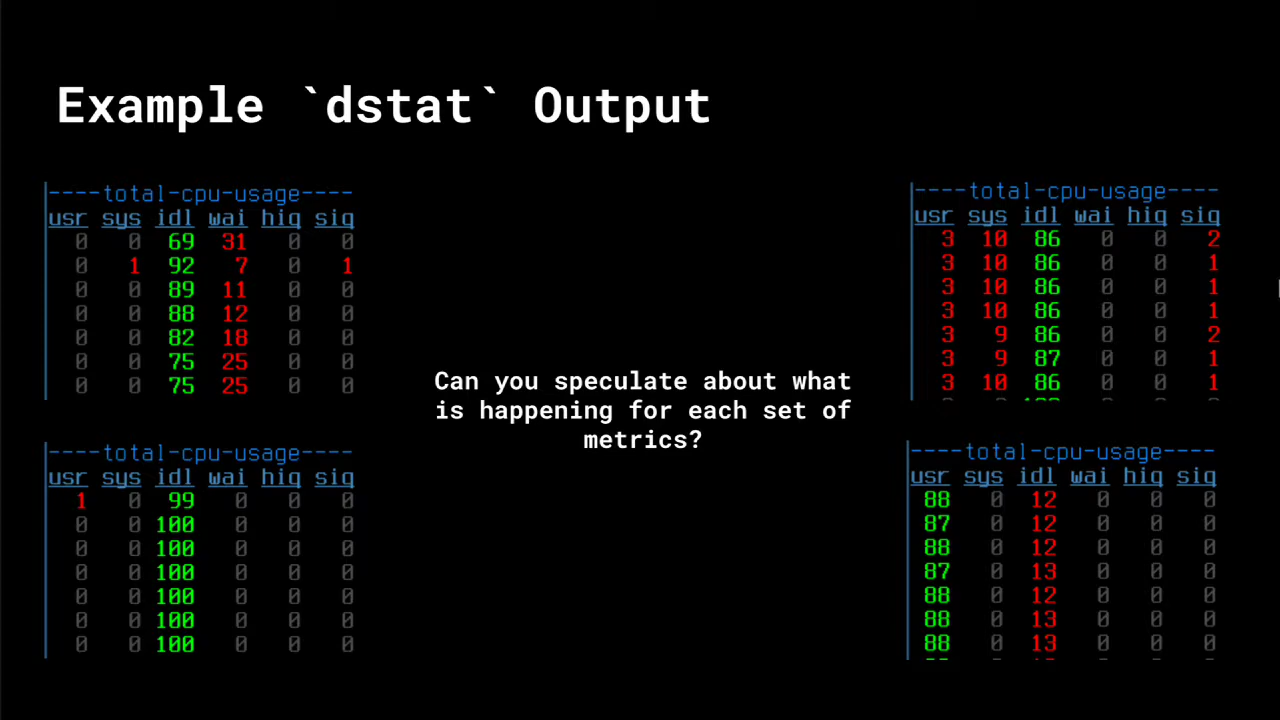 Example `dstat` Output
----total-cpu-usage----
usr sys idl wai hiq siq
0 0 69 31 0 0
0 1 92 7 0 1
0 0 89 11 0 0
0 0 88 12 0 0
0 0 82 18 0 0
0 0 75 25 0 0
0 0 75 25 0 0
----total-cpu-usage----
usr sys idl wai hiq siq
3 10 86 0 0 2
3 10 86 0 0 1
3 10 86 0 0 1
3 10 86 0 0 1
3 9 86 0 0 2
3 9 87 0 0 1
3 10 86 0 0 1
Can you speculate about what
is happening for each set of
metrics?
----total-cpu-usage----
usr sys idl wai hiq siq
1 0 99 0 0 0
0 0 100 0 0 0
0 0 100 0 0 0
0 0 100 0 0 0
0 0 100 0 0 0
0 0 100 0 0 0
0 0 100 0 0 0
----total-cpu-usage----
usr sys idl wai hiq siq
88 0 12 0 0 0
87 0 12 0 0 0
88 0 12 0 0 0
87 0 13 0 0 0
88 0 12 0 0 0
88 0 13 0 0 0
88 0 13 0 0 0